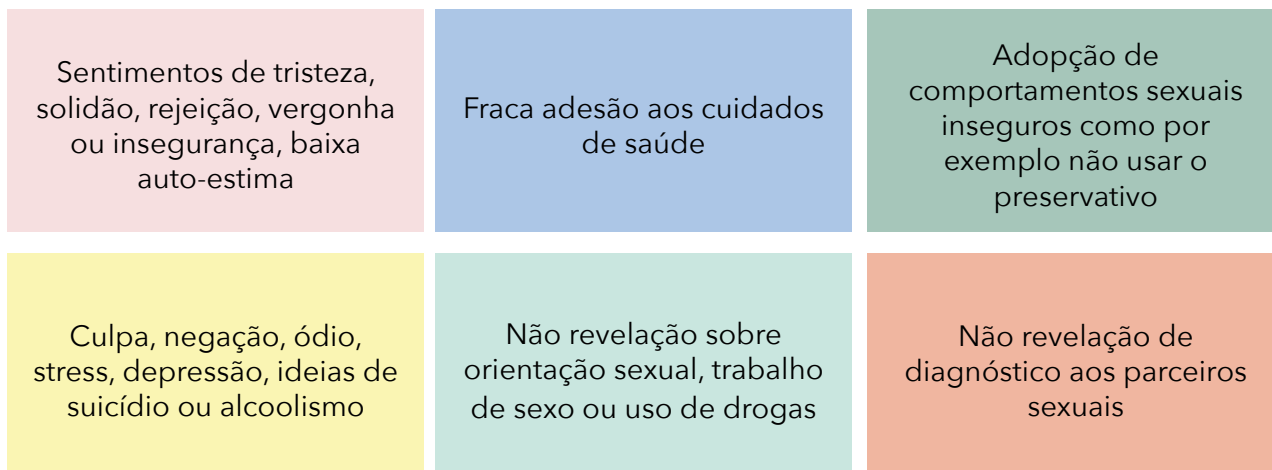 Sentimentos de tristeza,
solidão, rejeição, vergonha
ou insegurança, baixa
auto-estima
Fraca adesão aos cuidados
de saúde
Adopção de
comportamentos sexuais
inseguros como por
exemplo não usar o
preservativo
Culpa, negação, ódio,
stress, depressão, ideias de
suicídio ou alcoolismo
Não revelação sobre
orientação sexual, trabalho
de sexo ou uso de drogas
Não revelação de
diagnóstico aos parceiros
sexuais